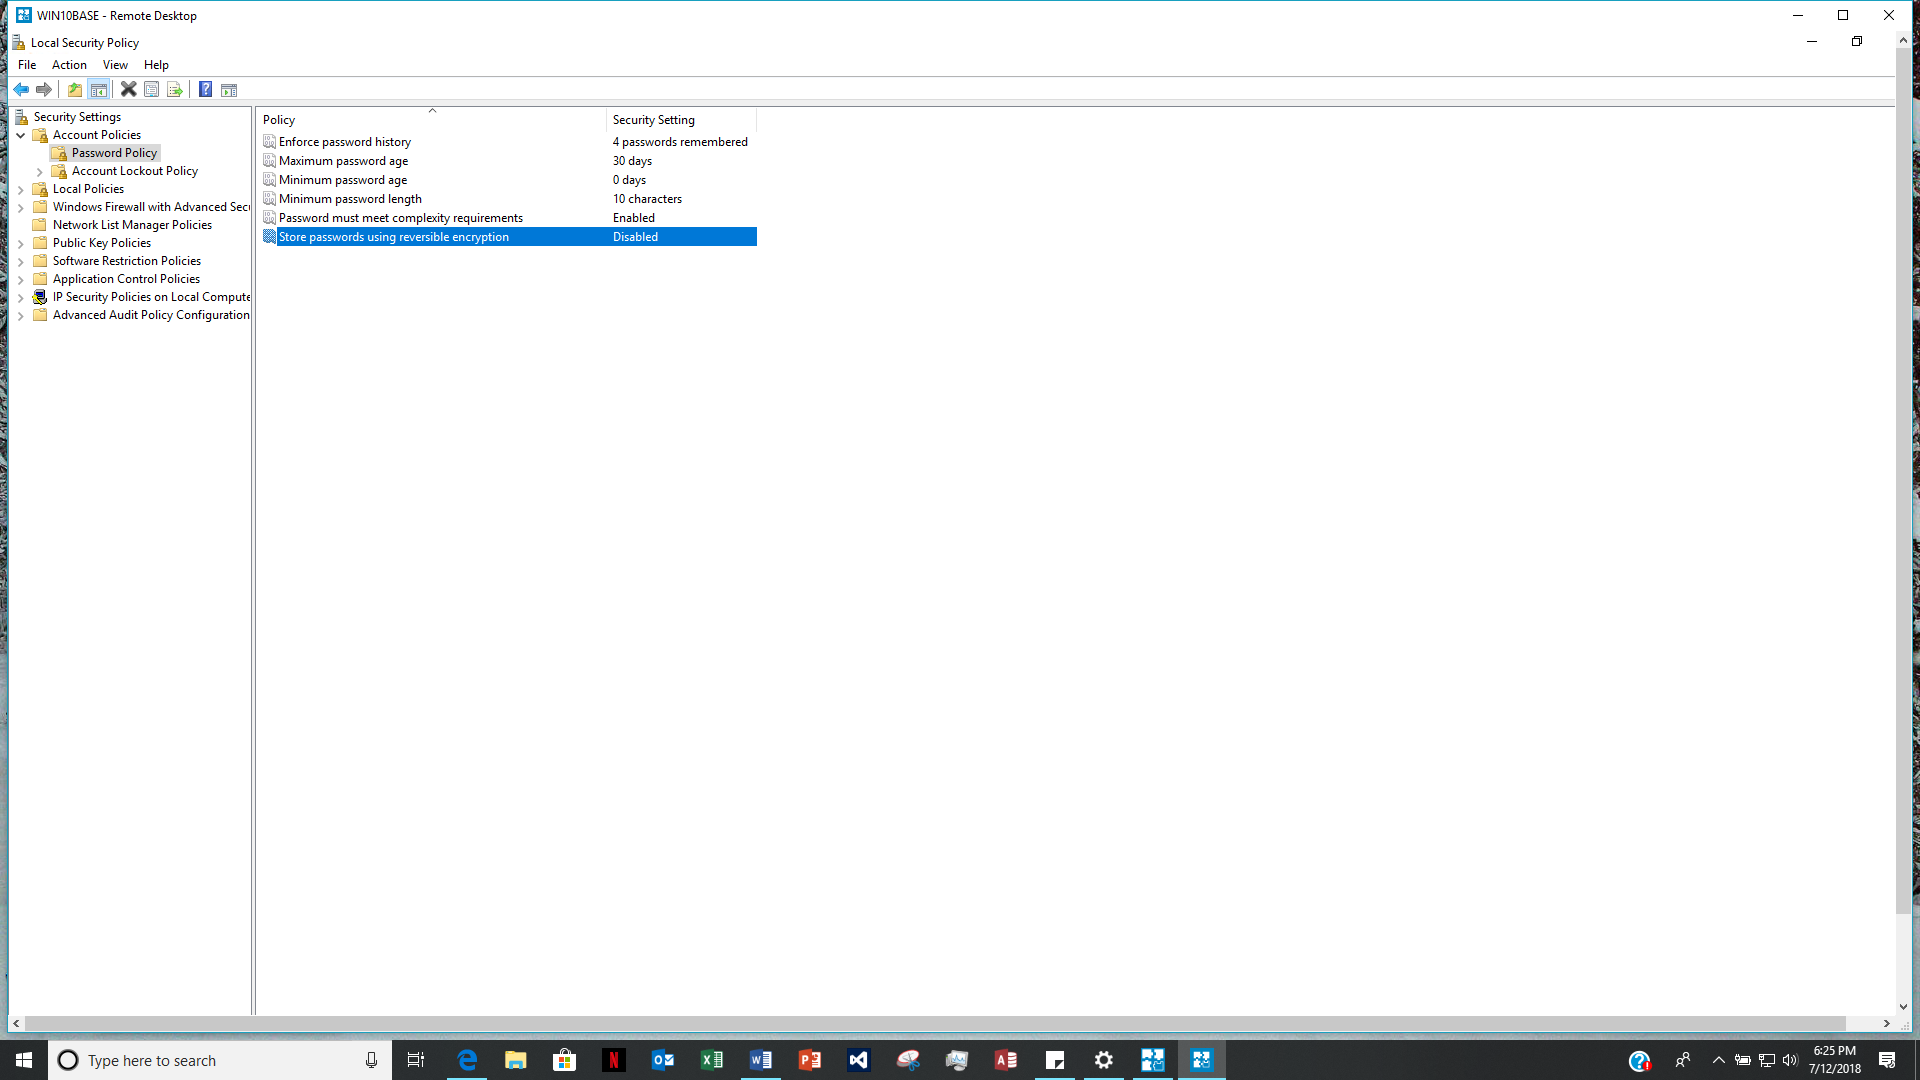 WIN10BASE - Remote Desktop
Local Security Policy
File Action View Help
Security Settings
Account Policies
Password Policy
Account Lockout Policy
Local Policies
Windows Firewall with Advanced Secu
Network List Manager Policies
Public Key Policies
Software Restriction Policies
Application Control Policies
IP Security Policies on Local Compute
Advanced Audit Policy Configuration
Policy Security Setting
Enforce password history 4 passwords remembered
Maximum password age 30 days
Minimum password age 0 days
Minimum password length 10 characters
Password must meet complexity requirements Enabled
Store passwords using reversible encryption Disabled
Type here to search
6:25 PM
7/12/2018